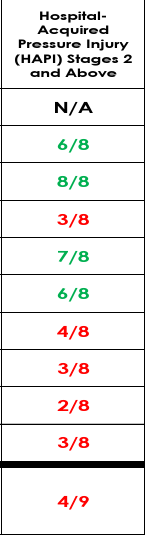 Hospital-
Acquired
Pressure Injury
(HAPI) Stages 2
and Above
N/A
6/8
8/8
3/8
7/8
6/8
4/8
3/8
2/8
3/8
4/9